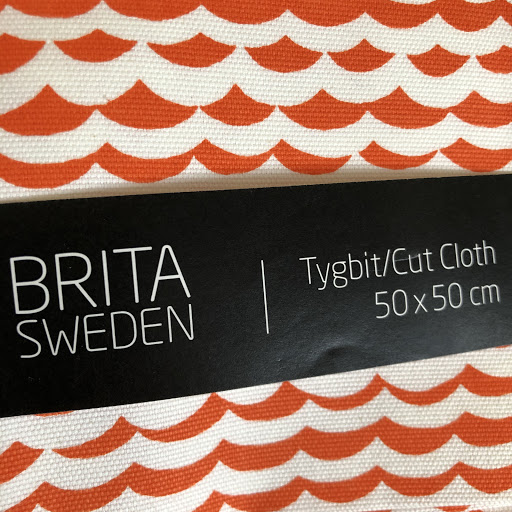 BRITA
SWEDEN
Tygbit/Cut Cloth
50 x 50 cm